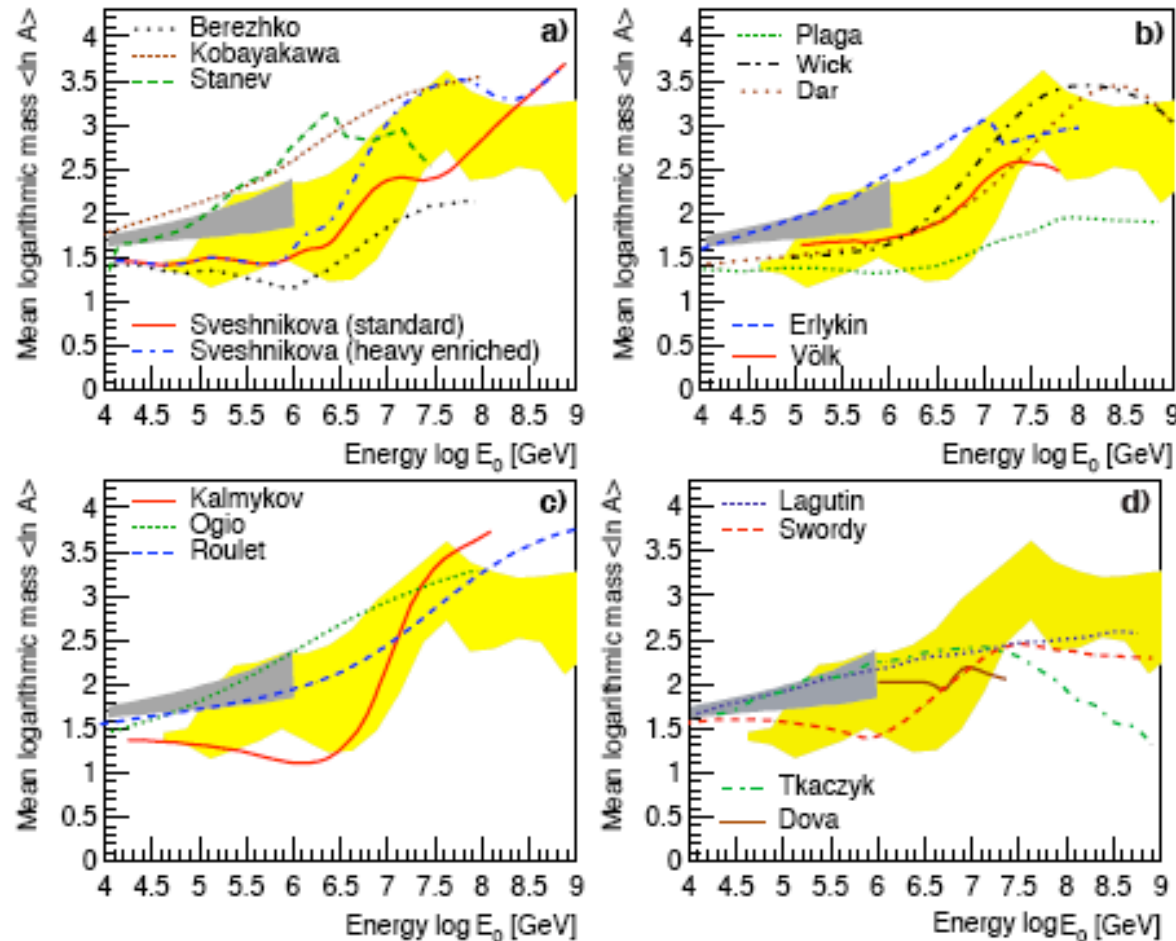 Mean logarithmic mass <ln A>
4
3.5
3
2.5
2
1.5
1
0.5
0
Berezhko
Kobayakawa
Stanev
a)
Sveshnikova (standard)
Sveshnikova (heavy enriched)
4 4.5 5 5.5 6 6.5 7 7.5 8 8.5 9
Energy log E0 [GeV]
Mean logarithmic mass <ln A>
4
3.5
3
2.5
2
1.5
1
0.5
0
Plaga
Wick
Dar
b)
Erlykin
Völk
4 4.5 5 5.5 6 6.5 7 7.5 8 8.5 9
Energy log E0 [GeV]
Mean logarithmic mass <ln A>
4
3.5
3
2.5
2
1.5
1
0.5
0
Kalmykov
Ogio
Roulet
c)
4 4.5 5 5.5 6 6.5 7 7.5 8 8.5 9
Energy log E0 [GeV]
Mean logarithmic mass <ln A>
4
3.5
3
2.5
2
1.5
1
0.5
0
Lagutin
Swordy
d)
Tkaczyk
Dova
4 4.5 5 5.5 6 6.5 7 7.5 8 8.5 9
Energy logE0 [GeV]